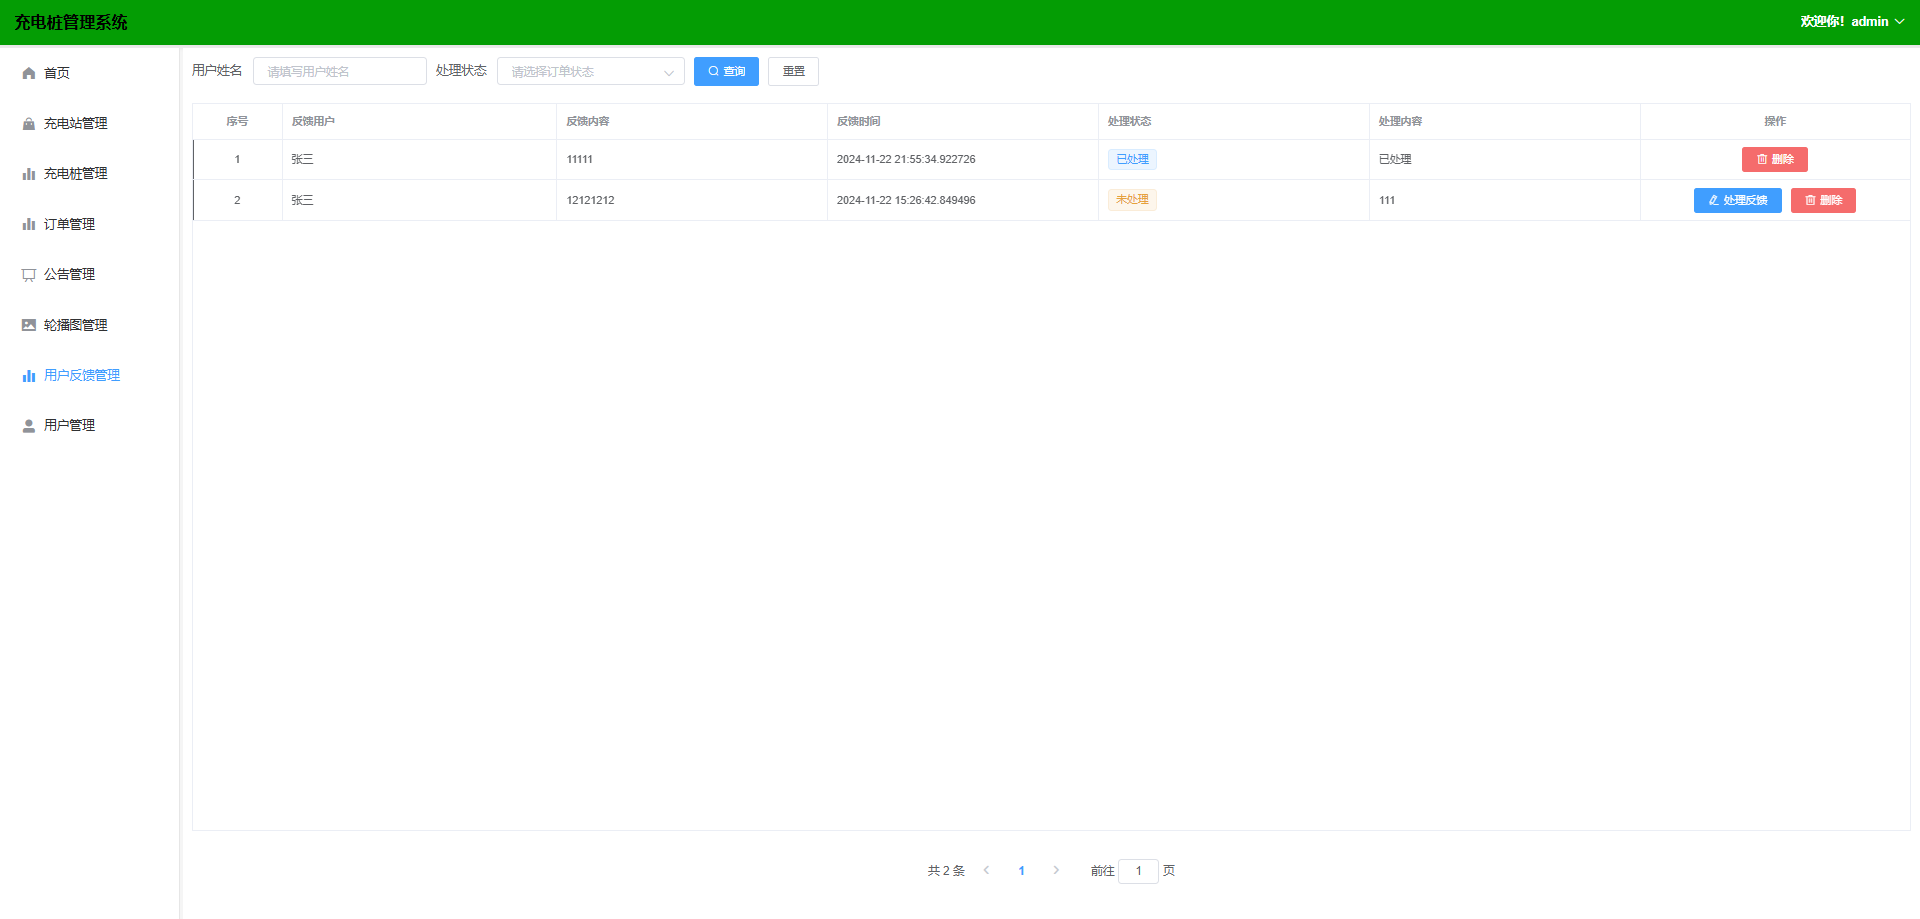 充电桩管理系统
欢迎你！admin
首页
充电站管理
充电桩管理
订单管理
公告管理
轮播图管理
用户反馈管理
用户管理
用户姓名 请填写用户姓名 处理状态 请选择订单状态 查询 重置
序号 反馈用户 反馈内容 反馈时间 处理状态 处理内容 操作
1 张三 11111 2024-11-22 21:55:34.922726 已处理 已处理 删除
2 张三 12121212 2024-11-22 15:26:42.849496 未处理 111 处理反馈 删除
共 2 条 1 前往 1 页